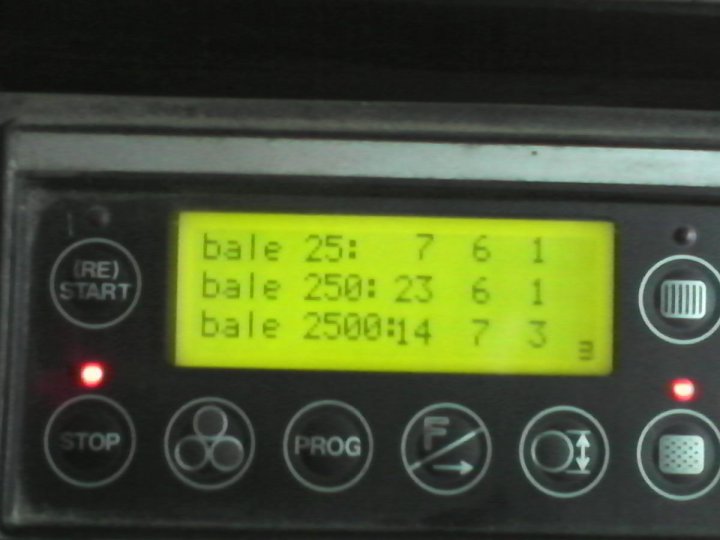 bale 25: 7 6 1
bale 250: 23 6 1
bale 2500:14 7 3
(RE)
START
STOP
PROG
F